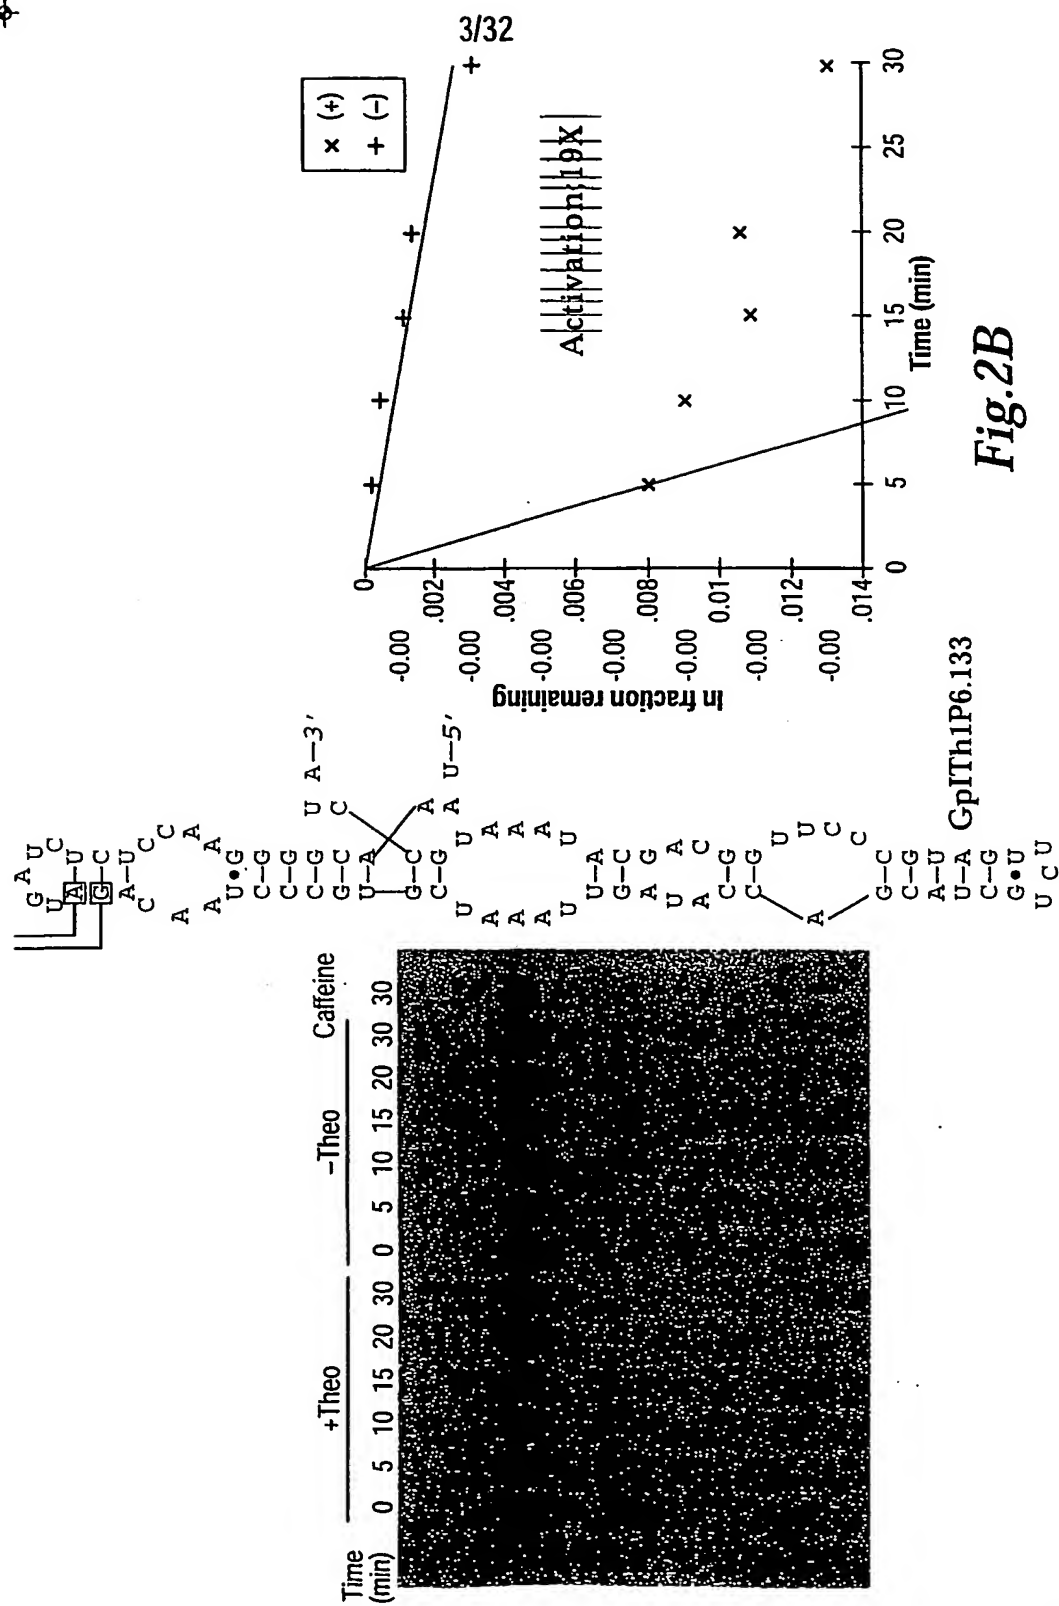 3/32
Time (min)
+Theo
−Theo
Caffeine
0 5 10 15 20 30 0 5 10 15 20 30 30
GpITh1P6.133
× (+)
+ (−)
Activation:19X
ln fraction remaining
0
-0.00 .002
-0.00 .004
-0.00 .006
-0.00 .008
-0.00 0.01
-0.00 .012
-0.00 .014
0 5 10 15 20 25 30
Time (min)
Fig.2B
G A U C
U A–U
G–C
A–U
C C
A C
A A
A A
U•G
C–G
C–G
C–G
G–C
U–A
G–C
C–G
U A–3'
C
A U–5'
A
U U
A A
A A
A A
U U
U–A
G–C
A G
U A
A C
C–G
C–G
U
U
C
A C
G–C
C–G
A–U
U–A
C–G
G•U
U C U